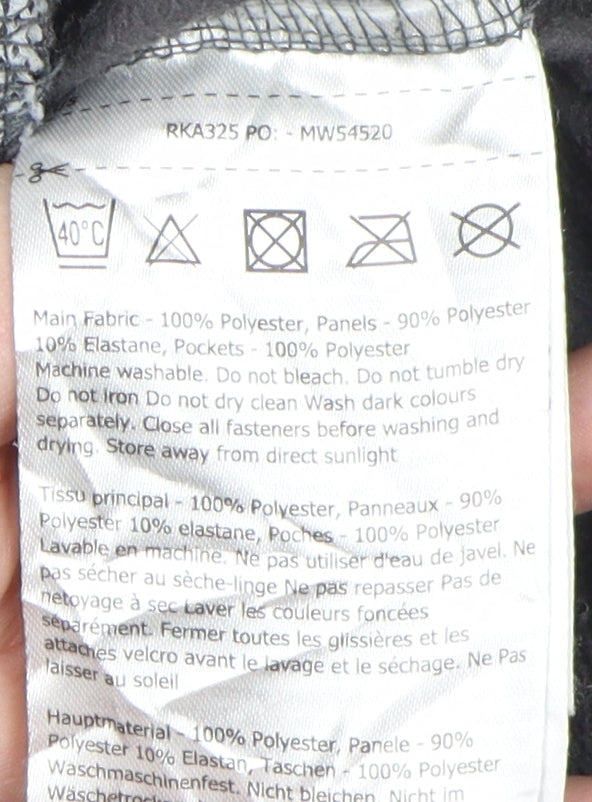 RKA325 PO: - MW54520
40°C
Main Fabric - 100% Polyester, Panels - 90% Polyester
10% Elastane, Pockets - 100% Polyester
Machine washable. Do not bleach. Do not tumble dry
Do not iron Do not dry clean Wash dark colours
separately. Close all fasteners before washing and
drying. Store away from direct sunlight
Tissu principal - 100% Polyester, Panneaux - 90%
Polyester 10% elastane, Poches - 100% Polyester
Lavable en machine. Ne pas utiliser d'eau de javel. Ne
pas sécher au sèche-linge Ne pas repasser Pas de
nettoyage à sec Laver les couleurs foncées
séparément. Fermer toutes les glissières et les
attaches velcro avant le lavage et le séchage. Ne Pas
laisser au soleil
Hauptmaterial - 100% Polyester, Panele - 90%
Polyester 10% Elastan, Taschen - 100% Polyester
Waschmaschinenfest. Nicht bleichen. Nicht im